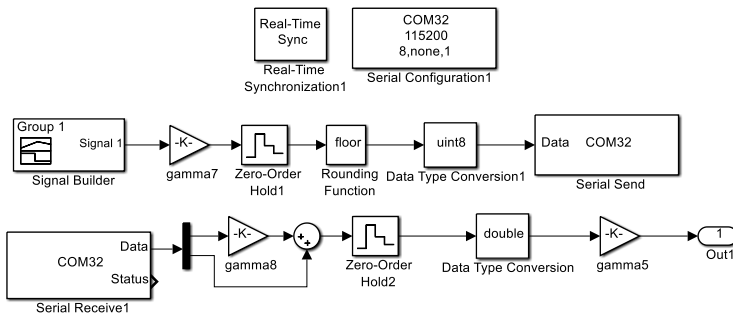 Real-Time
Sync
Real-Time
Synchronization1
COM32
115200
8,none,1
Serial Configuration1
Group 1
Signal 1
Signal Builder
-K-
gamma7
Zero-Order
Hold1
floor
Rounding
Function
uint8
Data Type Conversion1
Data
COM32
Serial Send
Data
COM32
Status
Serial Receive1
-K-
gamma8
+
+
Zero-Order
Hold2
double
Data Type Conversion
-K-
gamma5
1
Out1